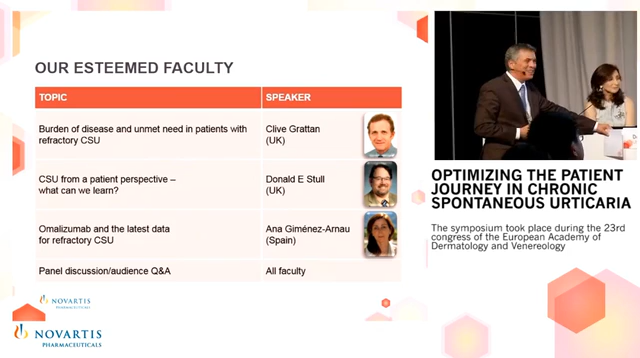 OUR ESTEEMED FACULTY
TOPIC
SPEAKER
Burden of disease and unmet need in patients with
refractory CSU
Clive Grattan
(UK)
CSU from a patient perspective –
what can we learn?
Donald E Stull
(UK)
Omalizumab and the latest data
for refractory CSU
Ana Giménez-Arnau
(Spain)
Panel discussion/audience Q&A
All faculty
NOVARTIS
PHARMACEUTICALS
NOVARTIS
PHARMACEUTICALS
OPTIMIZING THE PATIENT
JOURNEY IN CHRONIC
SPONTANEOUS URTICARIA
The symposium took place during the 23rd
congress of the European Academy of
Dermatology and Venereology